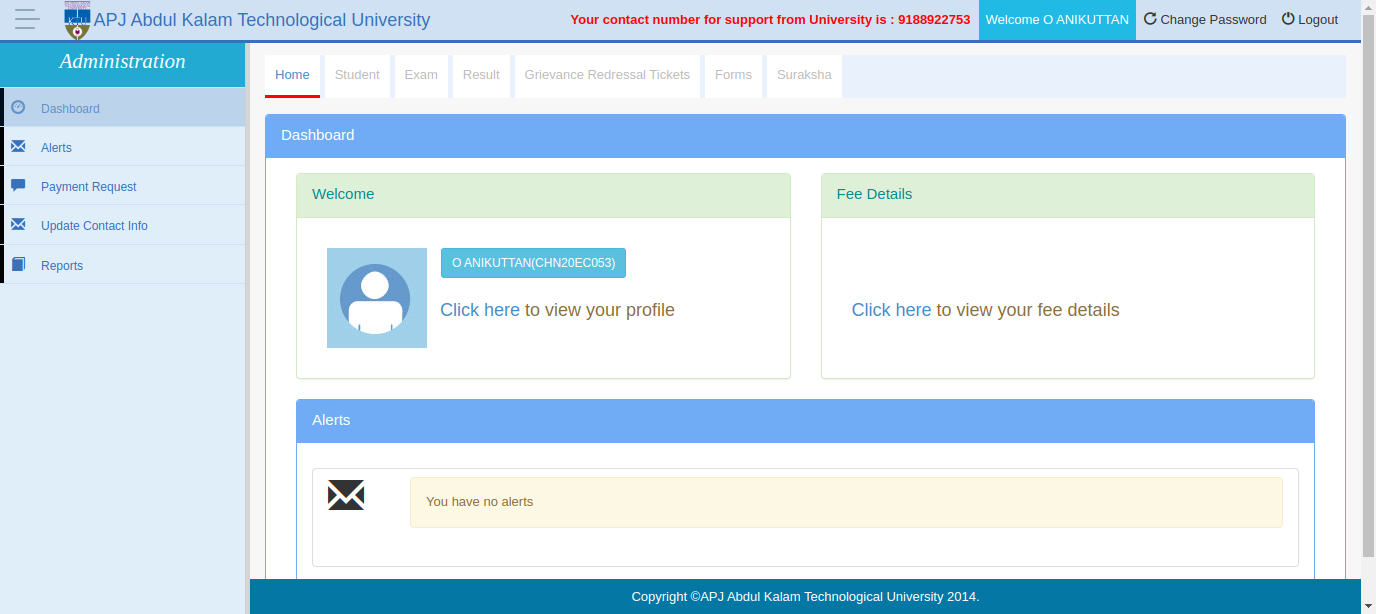 APJ Abdul Kalam Technological University
Your contact number for support from University is : 9188922753
Welcome O ANIKUTTAN
Change Password
Logout
Administration
Dashboard
Alerts
Payment Request
Update Contact Info
Reports
Home
Student
Exam
Result
Grievance Redressal Tickets
Forms
Suraksha
Dashboard
Welcome
O ANIKUTTAN(CHN20EC053)
Click here to view your profile
Fee Details
Click here to view your fee details
Alerts
You have no alerts
Copyright ©APJ Abdul Kalam Technological University 2014.